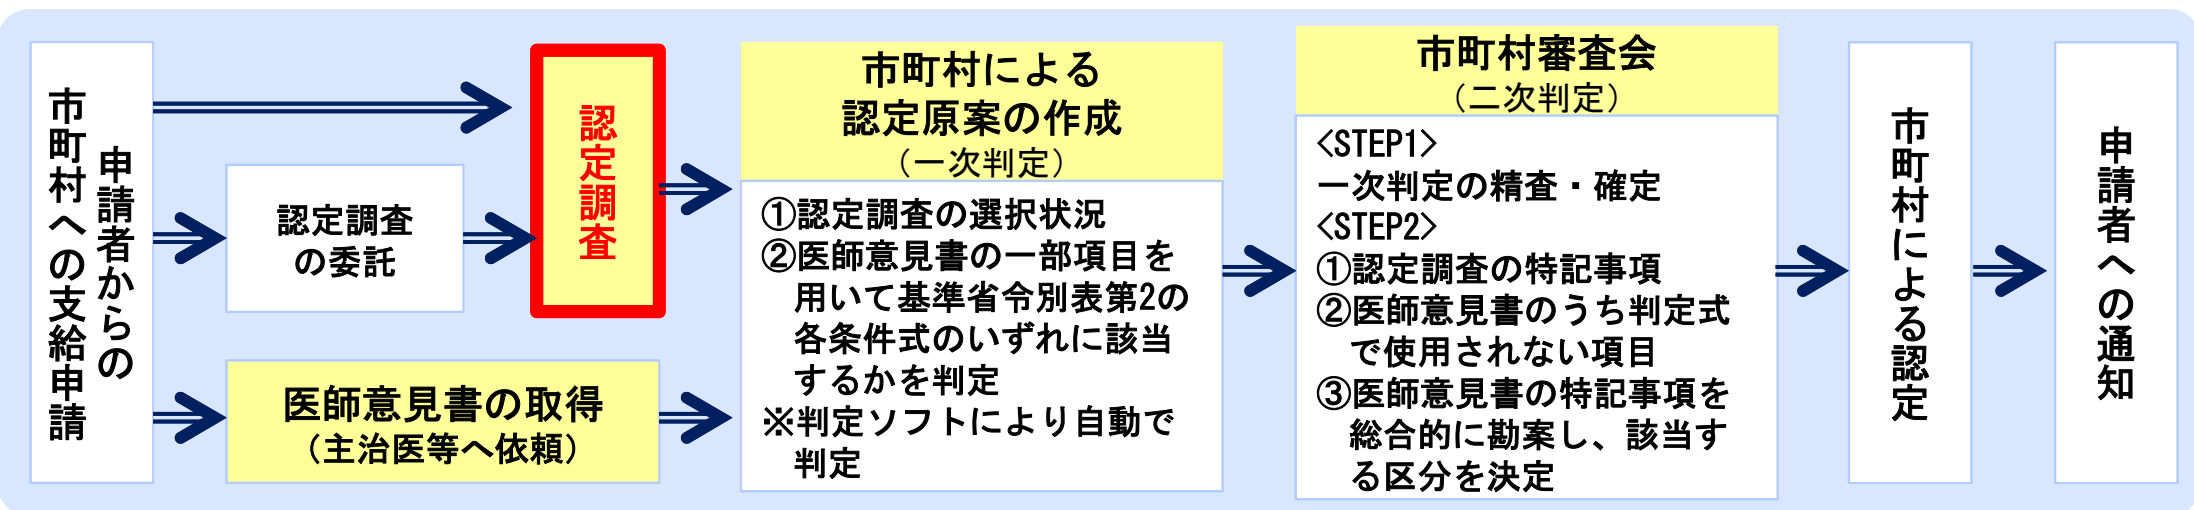 申請者からの
市町村への支給申請
認定調査
の委託
認定調査
医師意見書の取得
（主治医等へ依頼）
市町村による
認定原案の作成
（一次判定）
①認定調査の選択状況
②医師意見書の一部項目を
用いて基準省令別表第2の
各条件式のいずれに該当
するかを判定
※判定ソフトにより自動で
判定
市町村審査会
（二次判定）
<STEP1>
一次判定の精査・確定
<STEP2>
①認定調査の特記事項
②医師意見書のうち判定式
で使用されない項目
③医師意見書の特記事項を
総合的に勘案し、該当す
る区分を決定
市町村による認定
申請者への通知